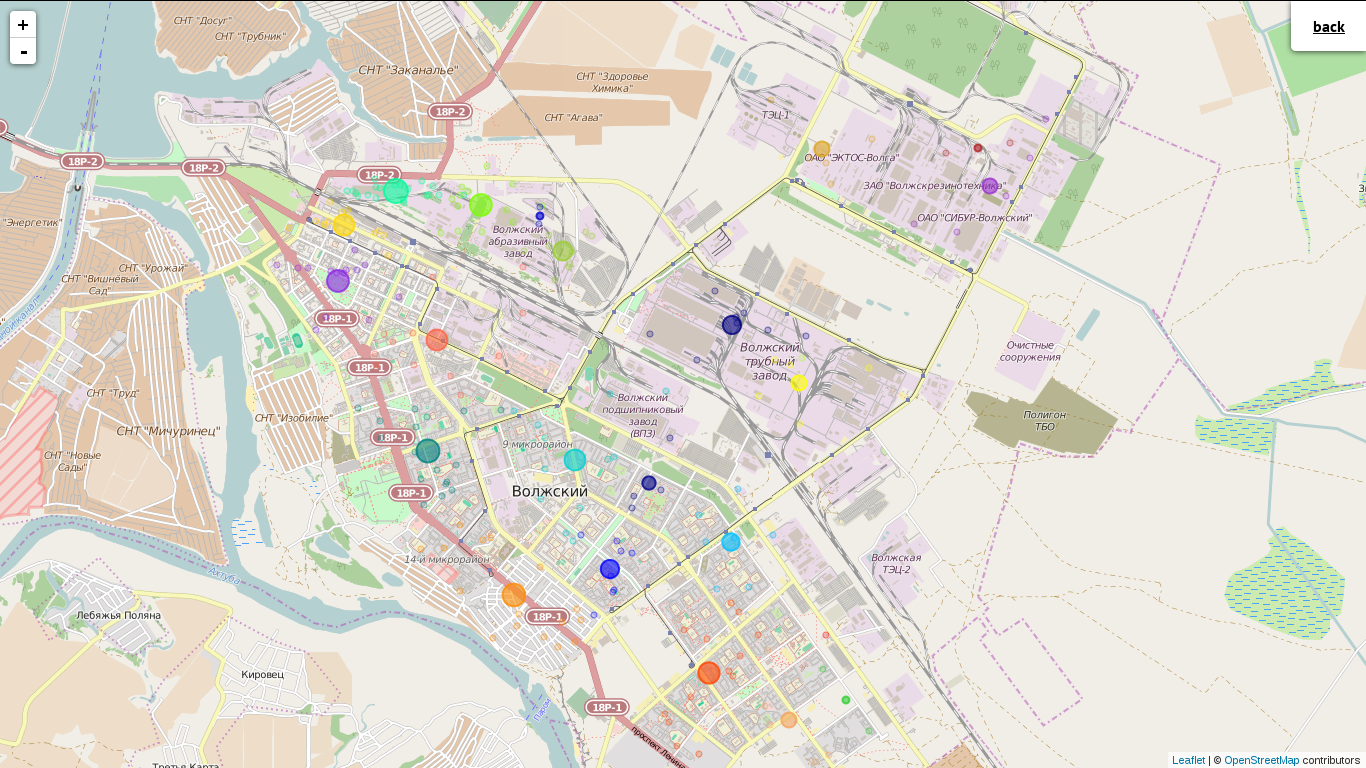 +
-
back
СНТ "Досуг"
СНТ "Трубник"
СНТ "Заканалье"
СНТ "Здоровье
Химика"
СНТ "Агава"
18Р-2
18Р-2
18Р-2
18Р-2
ТЭЦ-1
ОАО "ЭКТОС-Волга"
ЗАО "Волжскрезинотехника"
ОАО "СИБУР-Волжский"
"Энергетик"
Волжский
абразивный
завод
СНТ "Урожай"
СНТ "Вишнёвый
Сад"
18Р-1
Волжский
трубный
завод
Очистные
сооружения
18Р-1
СНТ "Труд"
Волжский
подшипниковый
завод
(ВПЗ)
СНТ "Изобилие"
Полигон
ТБО
СНТ "Мичуринец"
18Р-1
9 микрорайон
СНТ "Новые
Сады"
Волжский
18Р-1
14-й микрорайон
Волжская
ТЭЦ-2
Ахтуба
Лебяжья Поляна
18Р-1
Кировец
18Р-1
проспект Ленина
Третья Карта
Leaflet | © OpenStreetMap contributors